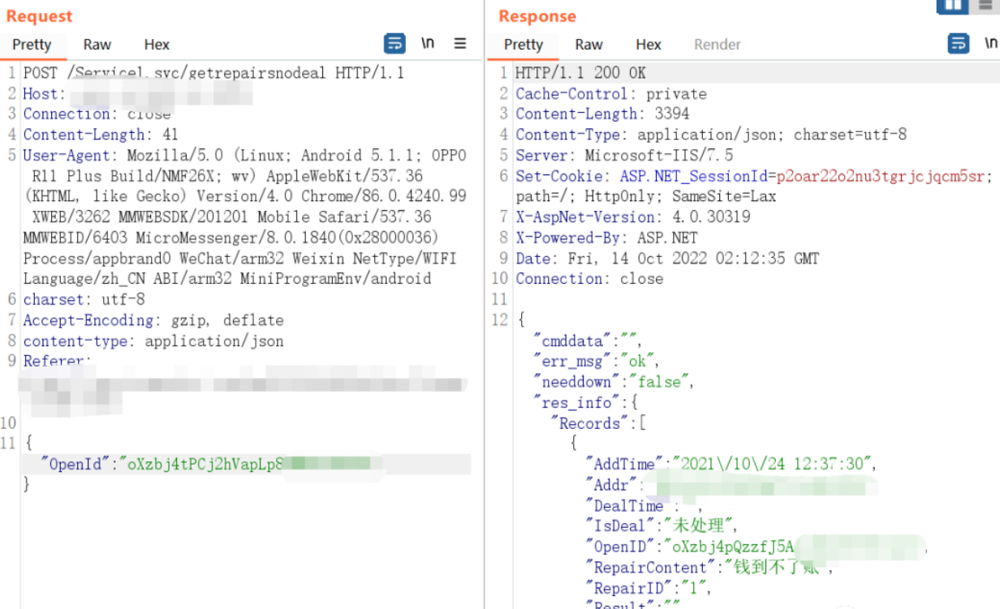 Request
Pretty Raw Hex \n
1 POST /Service1.svc/getrepairsnodeal HTTP/1.1
2 Host:
3 Connection: close
4 Content-Length: 41
5 User-Agent: Mozilla/5.0 (Linux; Android 5.1.1; OPPO
R11 Plus Build/NMF26X; wv) AppleWebKit/537.36
(KHTML, like Gecko) Version/4.0 Chrome/86.0.4240.99
XWEB/3262 MMWEBSDK/201201 Mobile Safari/537.36
MMWEBID/6403 MicroMessenger/8.0.1840(0x28000036)
Process/appbrand0 WeChat/arm32 Weixin NetType/WIFI
Language/zh_CN ABI/arm32 MiniProgramEnv/android
6 charset: utf-8
7 Accept-Encoding: gzip, deflate
8 content-type: application/json
9 Referer:
10
11 {
"OpenId":"oXzbj4tPCj2hVapLp8
}
Response
Pretty Raw Hex Render \n
1 HTTP/1.1 200 OK
2 Cache-Control: private
3 Content-Length: 3394
4 Content-Type: application/json; charset=utf-8
5 Server: Microsoft-IIS/7.5
6 Set-Cookie: ASP.NET_SessionId=p2oar22o2nu3tgrjcjqcm5sr;
path=/; HttpOnly; SameSite=Lax
7 X-AspNet-Version: 4.0.30319
8 X-Powered-By: ASP.NET
9 Date: Fri, 14 Oct 2022 02:12:35 GMT
10 Connection: close
11
12 {
"cmddata":"",
"err_msg":"ok",
"needdown":"false",
"res_info":{
"Records":[
{
"AddTime":"2021\/10\/24 12:37:30",
"Addr":
"DealTime":
"IsDeal":"未处理",
"OpenID":"oXzbj4pQzzfJ5A
"RepairContent":"钱到不了账",
"RepairID":"1",
"Result":""